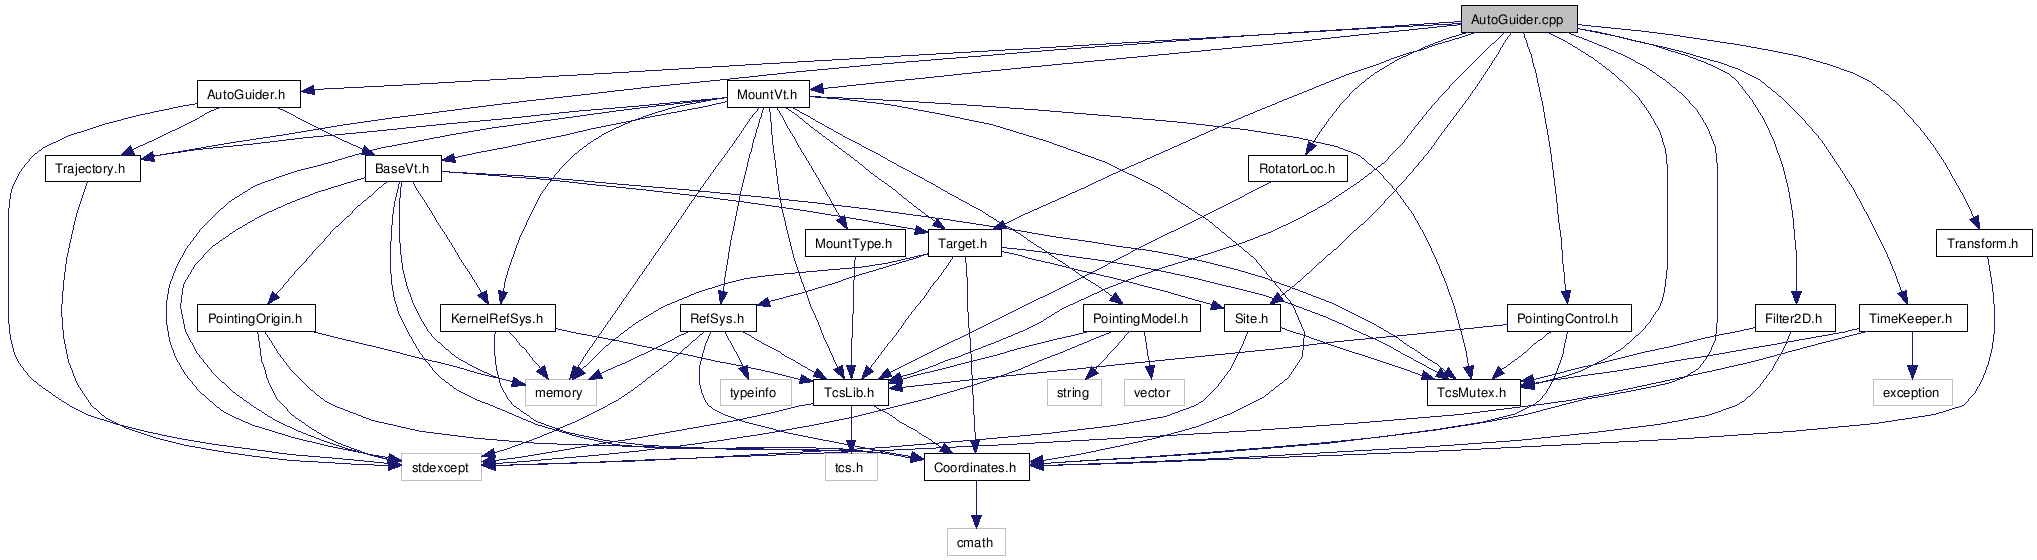 AutoGuider.cpp
AutoGuider.h
MountVt.h
Trajectory.h
BaseVt.h
RotatorLoc.h
MountType.h
Target.h
Transform.h
PointingOrigin.h
KernelRefSys.h
RefSys.h
PointingModel.h
Site.h
PointingControl.h
Filter2D.h
TimeKeeper.h
memory
typeinfo
TcsLib.h
string
vector
TcsMutex.h
exception
stdexcept
tcs.h
Coordinates.h
cmath